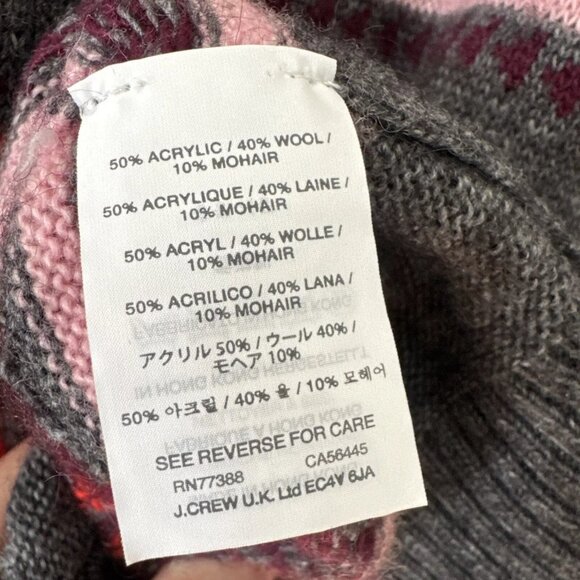 50% ACRYLIC / 40% WOOL /
10% MOHAIR
50% ACRYLIQUE / 40% LAINE /
10% MOHAIR
50% ACRYL / 40% WOLLE /
10% MOHAIR
50% ACRILICO / 40% LANA /
10% MOHAIR
アクリル 50% / ウール 40% /
モヘア 10%
50% 아크릴 / 40% 울 / 10% 모헤어
SEE REVERSE FOR CARE
RN77388 CA56445
J.CREW U.K. Ltd EC4Y 6JA